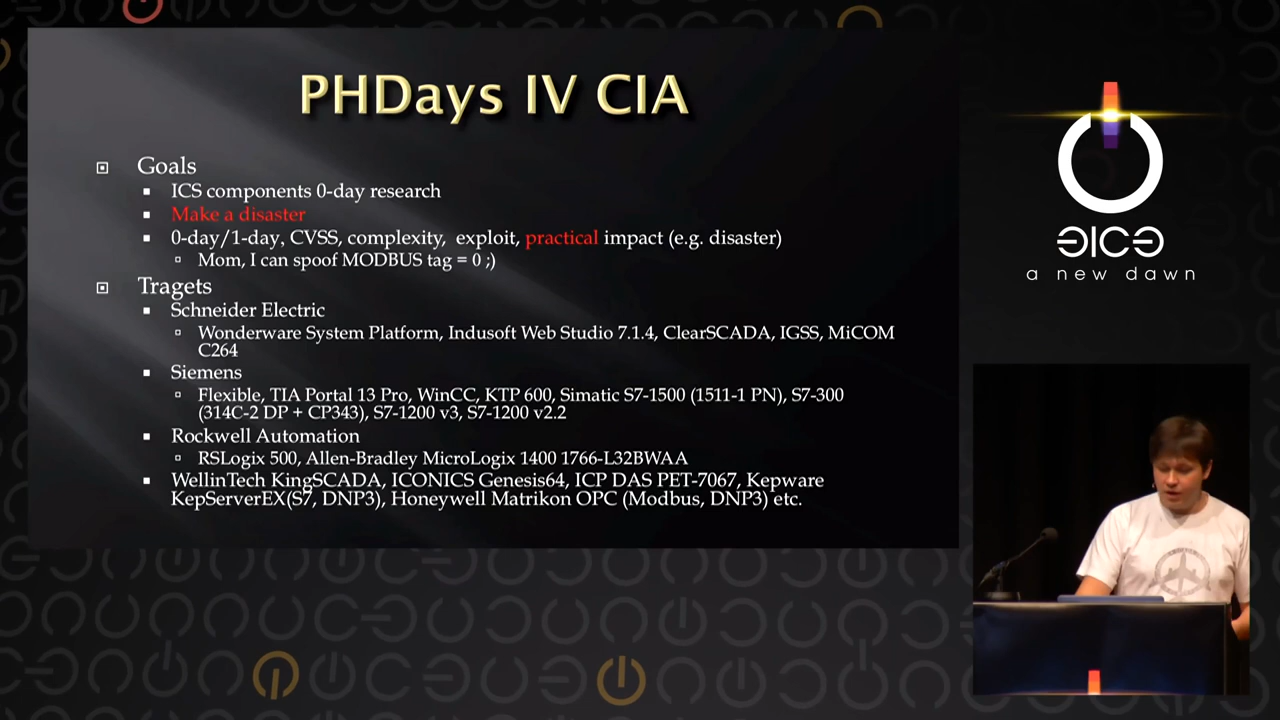 PHDays IV CIA
Goals
ICS components 0-day research
Make a disaster
0-day/1-day, CVSS, complexity, exploit, practical impact (e.g. disaster)
Mom, I can spoof MODBUS tag = 0 ;)
Tragets
Schneider Electric
Wonderware System Platform, Indusoft Web Studio 7.1.4, ClearSCADA, IGSS, MiCOM
C264
Siemens
Flexible, TIA Portal 13 Pro, WinCC, KTP 600, Simatic S7-1500 (1511-1 PN), S7-300
(314C-2 DP + CP343), S7-1200 v3, S7-1200 v2.2
Rockwell Automation
RSLogix 500, Allen-Bradley MicroLogix 1400 1766-L32BWAA
WellinTech KingSCADA, ICONICS Genesis64, ICP DAS PET-7067, Kepware
KepServerEX(S7, DNP3), Honeywell Matrikon OPC (Modbus, DNP3) etc.
a new dawn